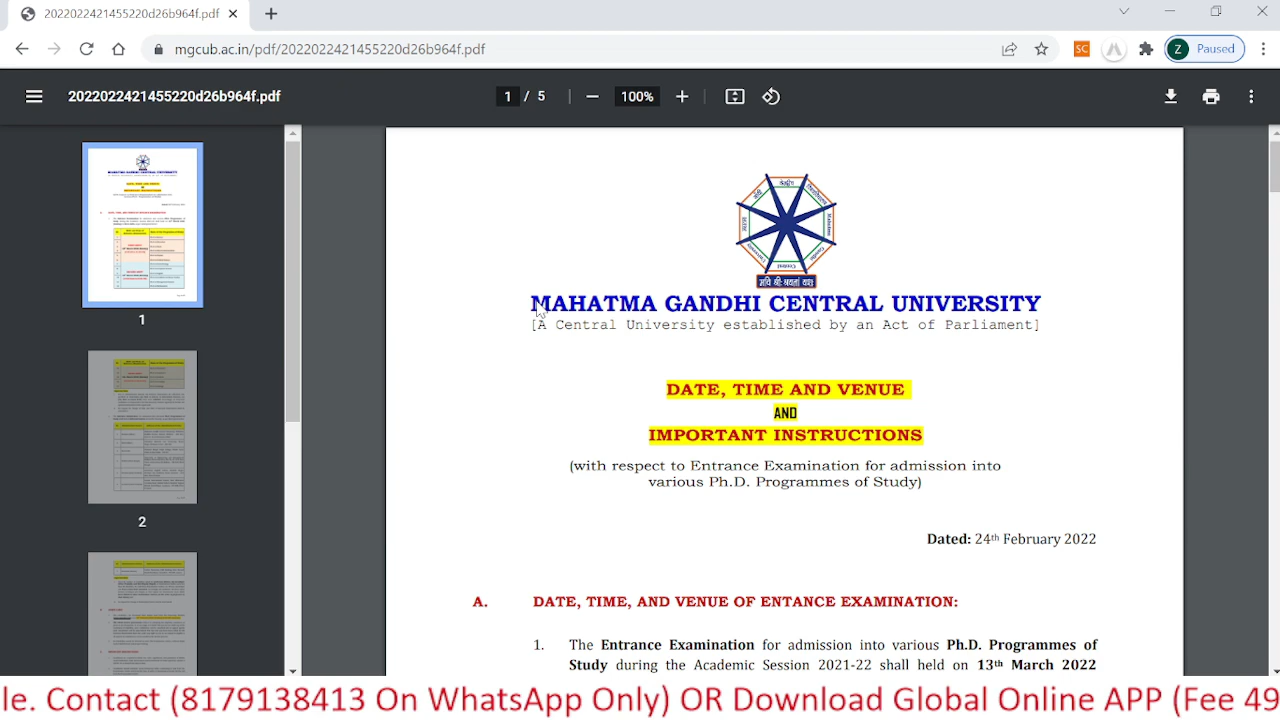 2022022421455220d26b964f.pdf
mgcub.ac.in/pdf/2022022421455220d26b964f.pdf
SC
Z Paused
2022022421455220d26b964f.pdf
1 / 5
100%
MAHATMA GANDHI CENTRAL UNIVERSITY
[A Central University established by an Act of Parliament]
DATE, TIME AND VENUE
AND
IMPORTANT INSTRUCTIONS
(with respect to Entrance Examination for admission into
various Ph.D. Programmes of Study)
Dated: 24th February 2022
A. DATE, TIME, AND VENUE OF ENTANCE EXAMINATION:
1. The Entrance Examination for admission into various Ph.D. Programmes of
Study during the Academic Session 2021-22 shall held on 13th March 2022
1
2
le. Contact (8179138413 On WhatsApp Only) OR Download Global Online APP (Fee 49